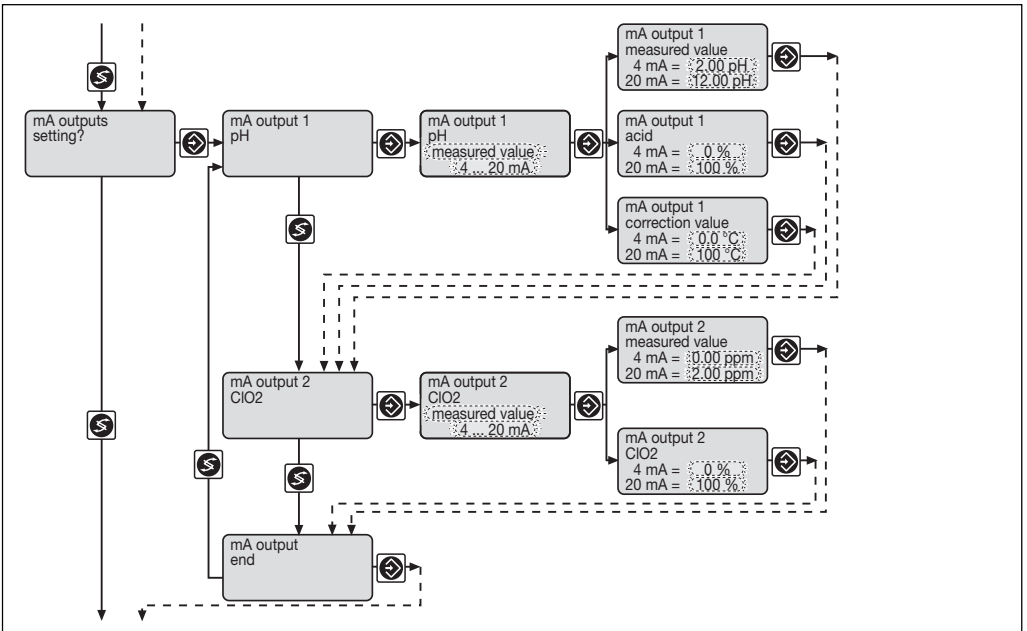 mA outputs
setting?
mA output 1
pH
mA output 1
pH
measured value
4 ... 20 mA
mA output 1
measured value
4 mA = 2.00 pH
20 mA = 12.00 pH
mA output 1
acid
4 mA = 0 %
20 mA = 100 %
mA output 1
correction value
4 mA = 0.0 °C
20 mA = 100 °C
mA output 2
ClO2
mA output 2
ClO2
measured value
4 ... 20 mA
mA output 2
measured value
4 mA = 0.00 ppm
20 mA = 2.00 ppm
mA output 2
ClO2
4 mA = 0 %
20 mA = 100 %
mA output
end